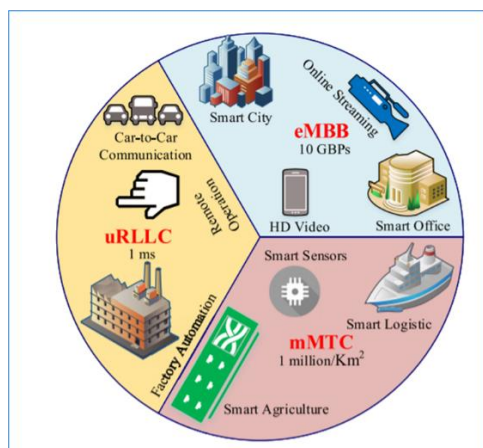 Smart City
Online Streaming
eMBB
10 GBPs
HD Video
Smart Office
Car-to-Car
Communication
Remote
Operation
uRLLC
1 ms
Factory Automation
Smart Sensors
Smart Logistic
mMTC
1 million/Km²
Smart Agriculture